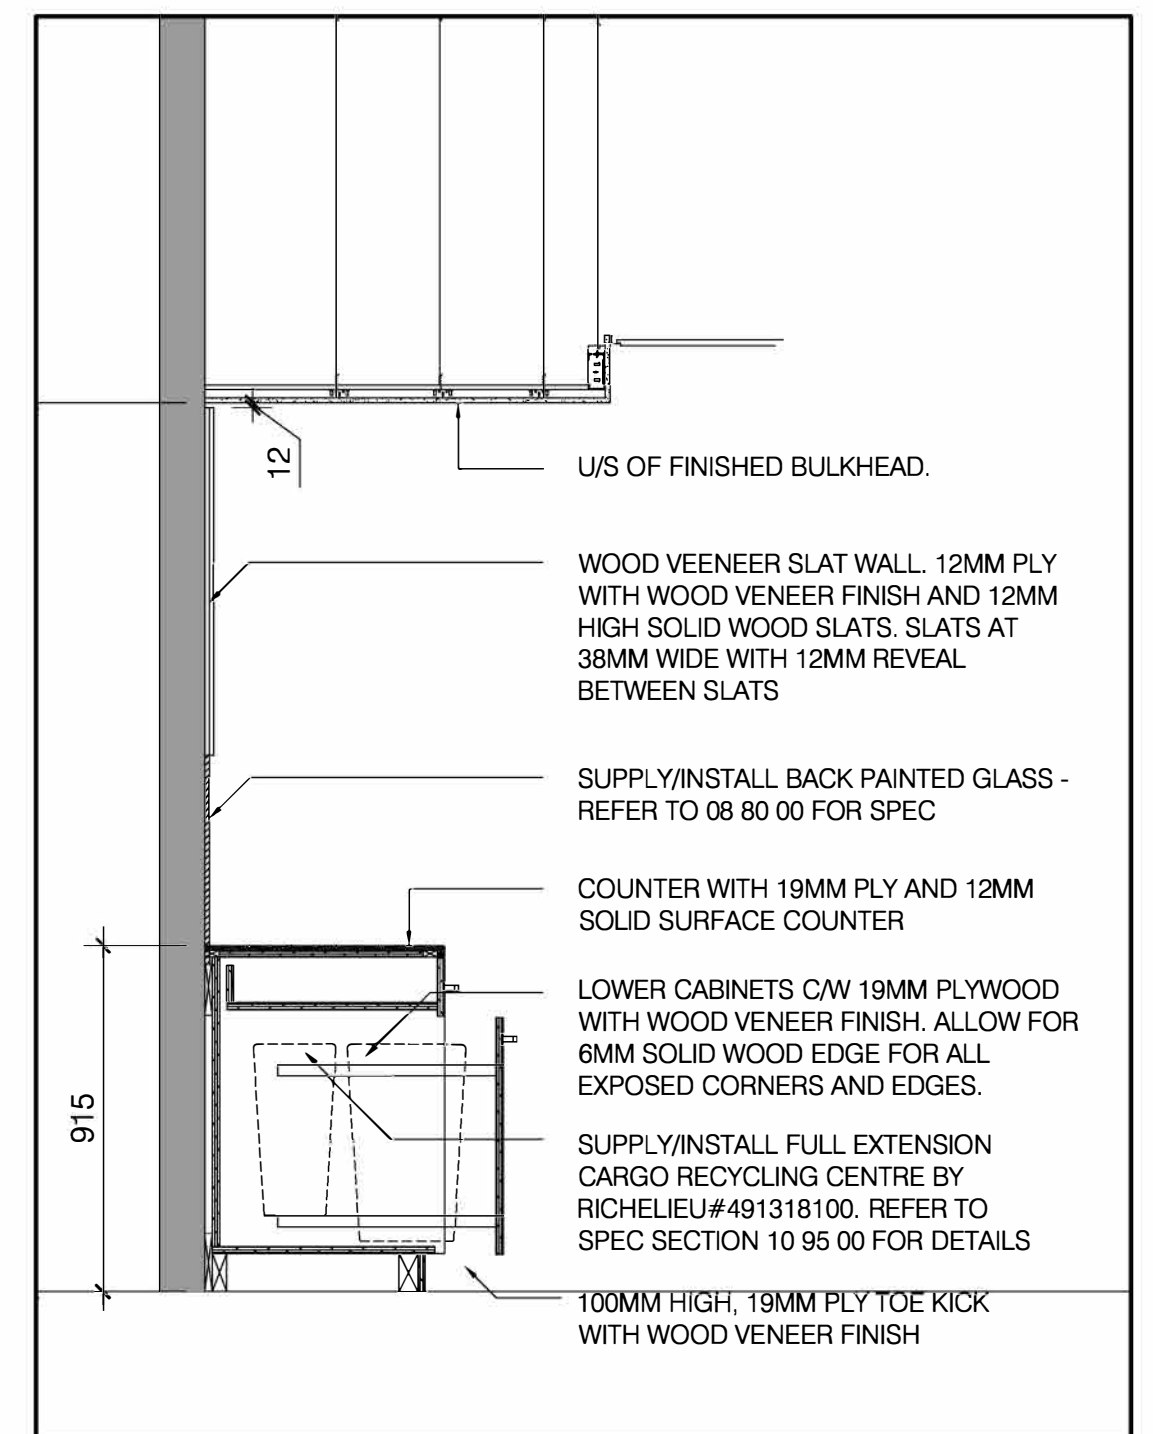 12
U/S OF FINISHED BULKHEAD.
WOOD VEENEER SLAT WALL. 12MM PLY
WITH WOOD VENEER FINISH AND 12MM
HIGH SOLID WOOD SLATS. SLATS AT
38MM WIDE WITH 12MM REVEAL
BETWEEN SLATS
SUPPLY/INSTALL BACK PAINTED GLASS -
REFER TO 08 80 00 FOR SPEC
COUNTER WITH 19MM PLY AND 12MM
SOLID SURFACE COUNTER
LOWER CABINETS C/W 19MM PLYWOOD
WITH WOOD VENEER FINISH. ALLOW FOR
6MM SOLID WOOD EDGE FOR ALL
EXPOSED CORNERS AND EDGES.
915
SUPPLY/INSTALL FULL EXTENSION
CARGO RECYCLING CENTRE BY
RICHELIEU#491318100. REFER TO
SPEC SECTION 10 95 00 FOR DETAILS
100MM HIGH, 19MM PLY TOE KICK
WITH WOOD VENEER FINISH